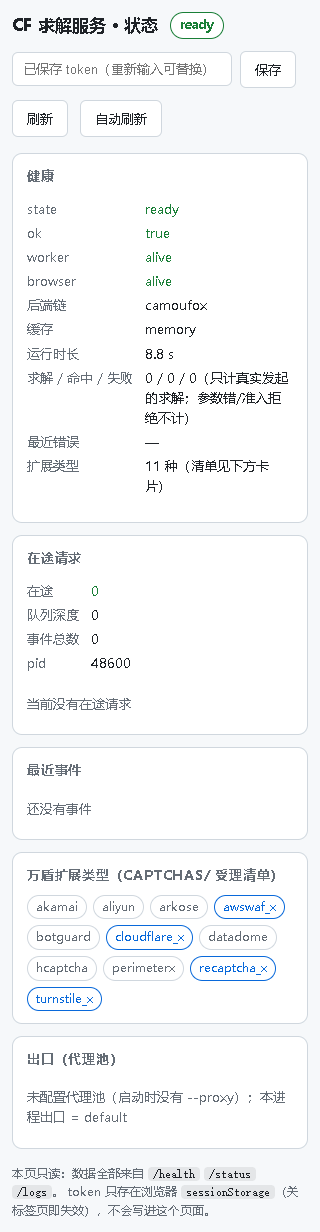 CF 求解服务 · 状态 ready
已保存 token（重新输入可替换） 保存
刷新 自动刷新
健康
state ready
ok true
worker alive
browser alive
后端链 camoufox
缓存 memory
运行时长 8.8 s
求解 / 命中 / 失败 0 / 0 / 0（只计真实发起
的求解；参数错/准入拒
绝不计）
最近错误 —
扩展类型 11 种（清单见下方卡
片）
在途请求
在途 0
队列深度 0
事件总数 0
pid 48600
当前没有在途请求
最近事件
还没有事件
万盾扩展类型（CAPTCHAS/ 受理清单）
akamai aliyun arkose awswaf_x
botguard cloudflare_x datadome
hcaptcha perimeterx recaptcha_x
turnstile_x
出口（代理池）
未配置代理池（启动时没有 --proxy）；本进
程出口 = default
本页只读：数据全部来自 /health /status
/logs 。token 只存在浏览器 sessionStorage（关
标签页即失效），不会写进这个页面。